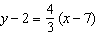 y − 2 = 4/3 (x − 7)